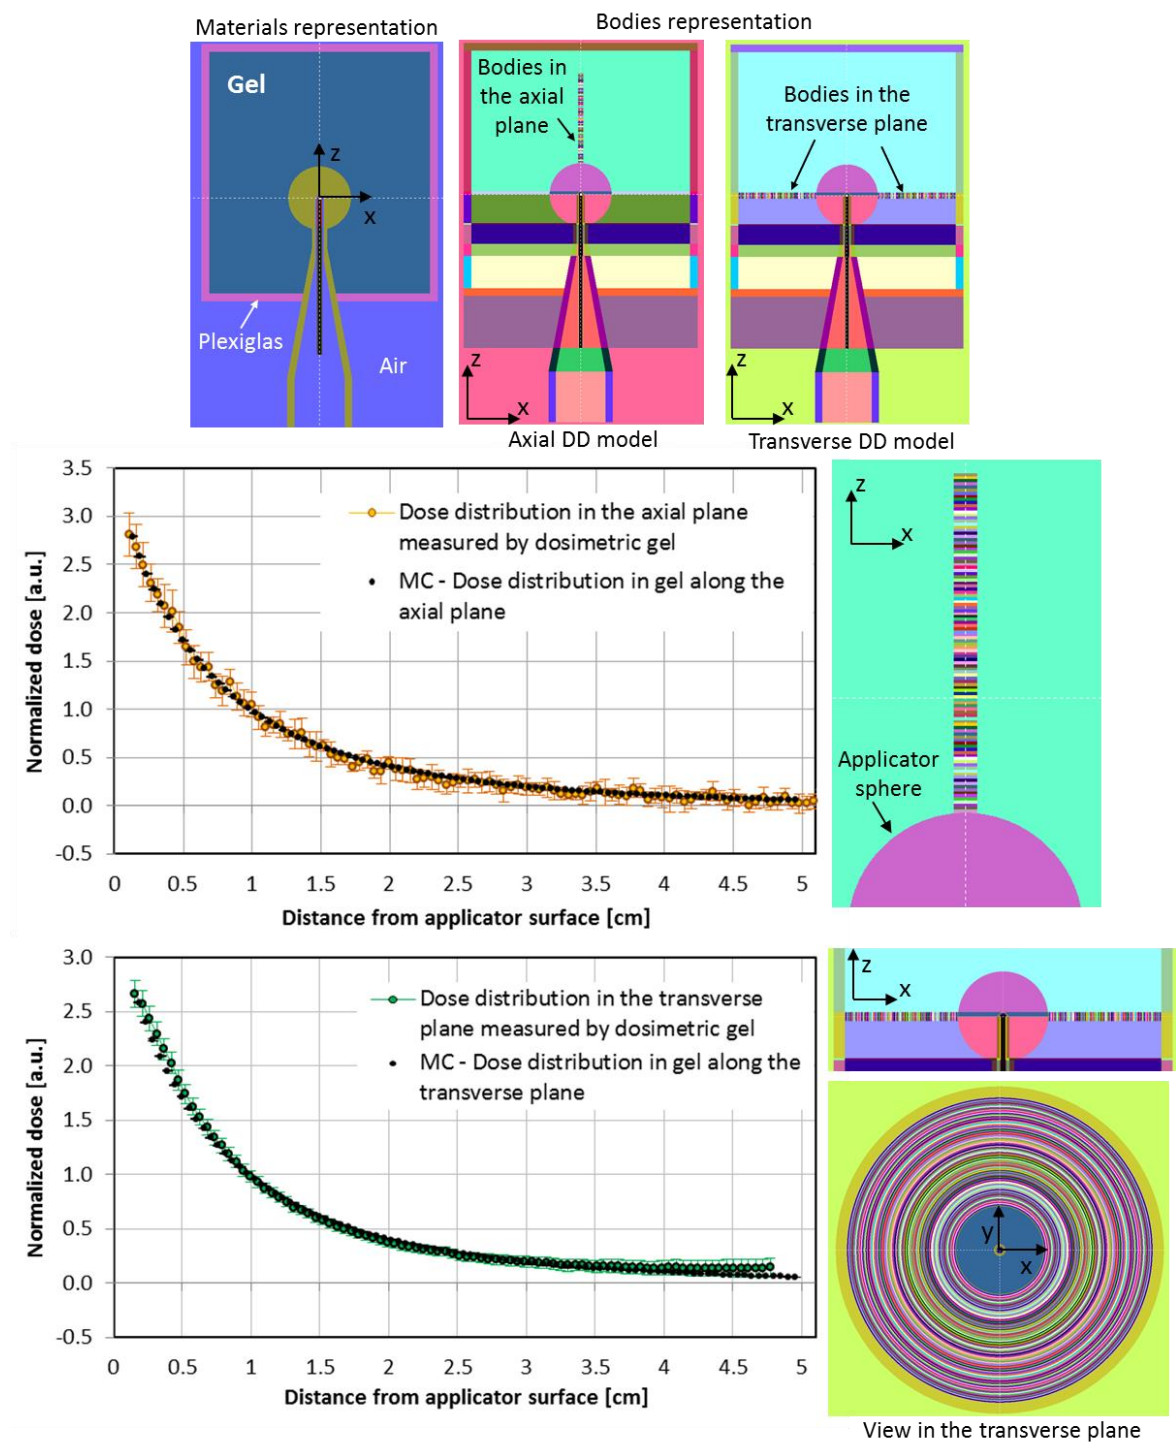 Materials representation
Bodies representation
Gel
z
x
Plexiglas
Air
Bodies in
the axial
plane
z
x
Axial DD model
Bodies in the
transverse plane
z
x
Transverse DD model
3.5
3.0
2.5
2.0
1.5
1.0
0.5
0.0
-0.5
Normalized dose [a.u.]
Dose distribution in the axial plane
measured by dosimetric gel
MC - Dose distribution in gel along the
axial plane
0 0.5 1 1.5 2 2.5 3 3.5 4 4.5 5
Distance from applicator surface [cm]
z
x
Applicator
sphere
3.0
2.5
2.0
1.5
1.0
0.5
0.0
-0.5
Normalized dose [a.u.]
Dose distribution in the transverse
plane measured by dosimetric gel
MC - Dose distribution in gel along the
transverse plane
0 0.5 1 1.5 2 2.5 3 3.5 4 4.5 5
Distance from applicator surface [cm]
z
x
y
x
View in the transverse plane